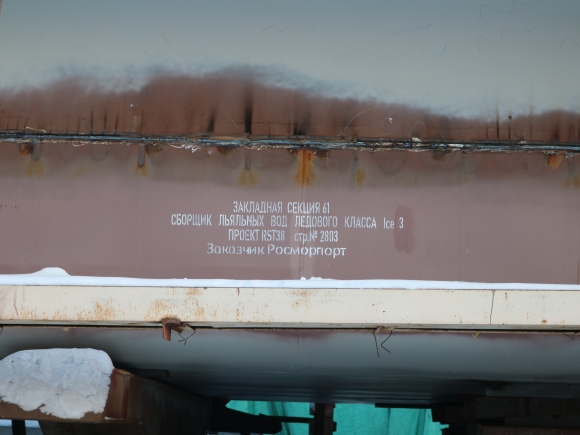 ЗАКЛАДНАЯ СЕКЦИЯ 61
СБОРЩИК ЛЬЯЛЬНЫХ ВОД ЛЕДОВОГО КЛАССА Ice 3
ПРОЕКТ RST38 стр.№ 2803
Заказчик Росморпорт